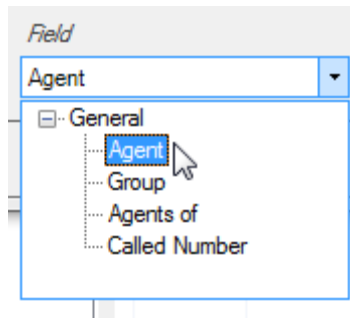 Field
Agent
General
Agent
Group
Agents of
Called Number